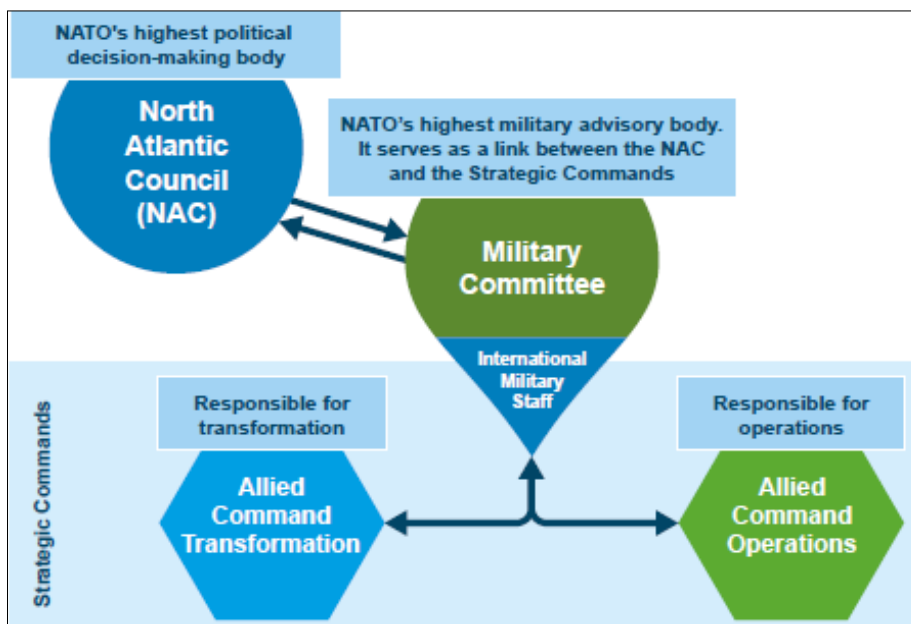 NATO's highest political
decision-making body
North
Atlantic
Council
(NAC)
NATO's highest military advisory body.
It serves as a link between the NAC
and the Strategic Commands
Military
Committee
International
Military
Staff
Strategic Commands
Responsible for
transformation
Allied
Command
Transformation
Responsible for
operations
Allied
Command
Operations